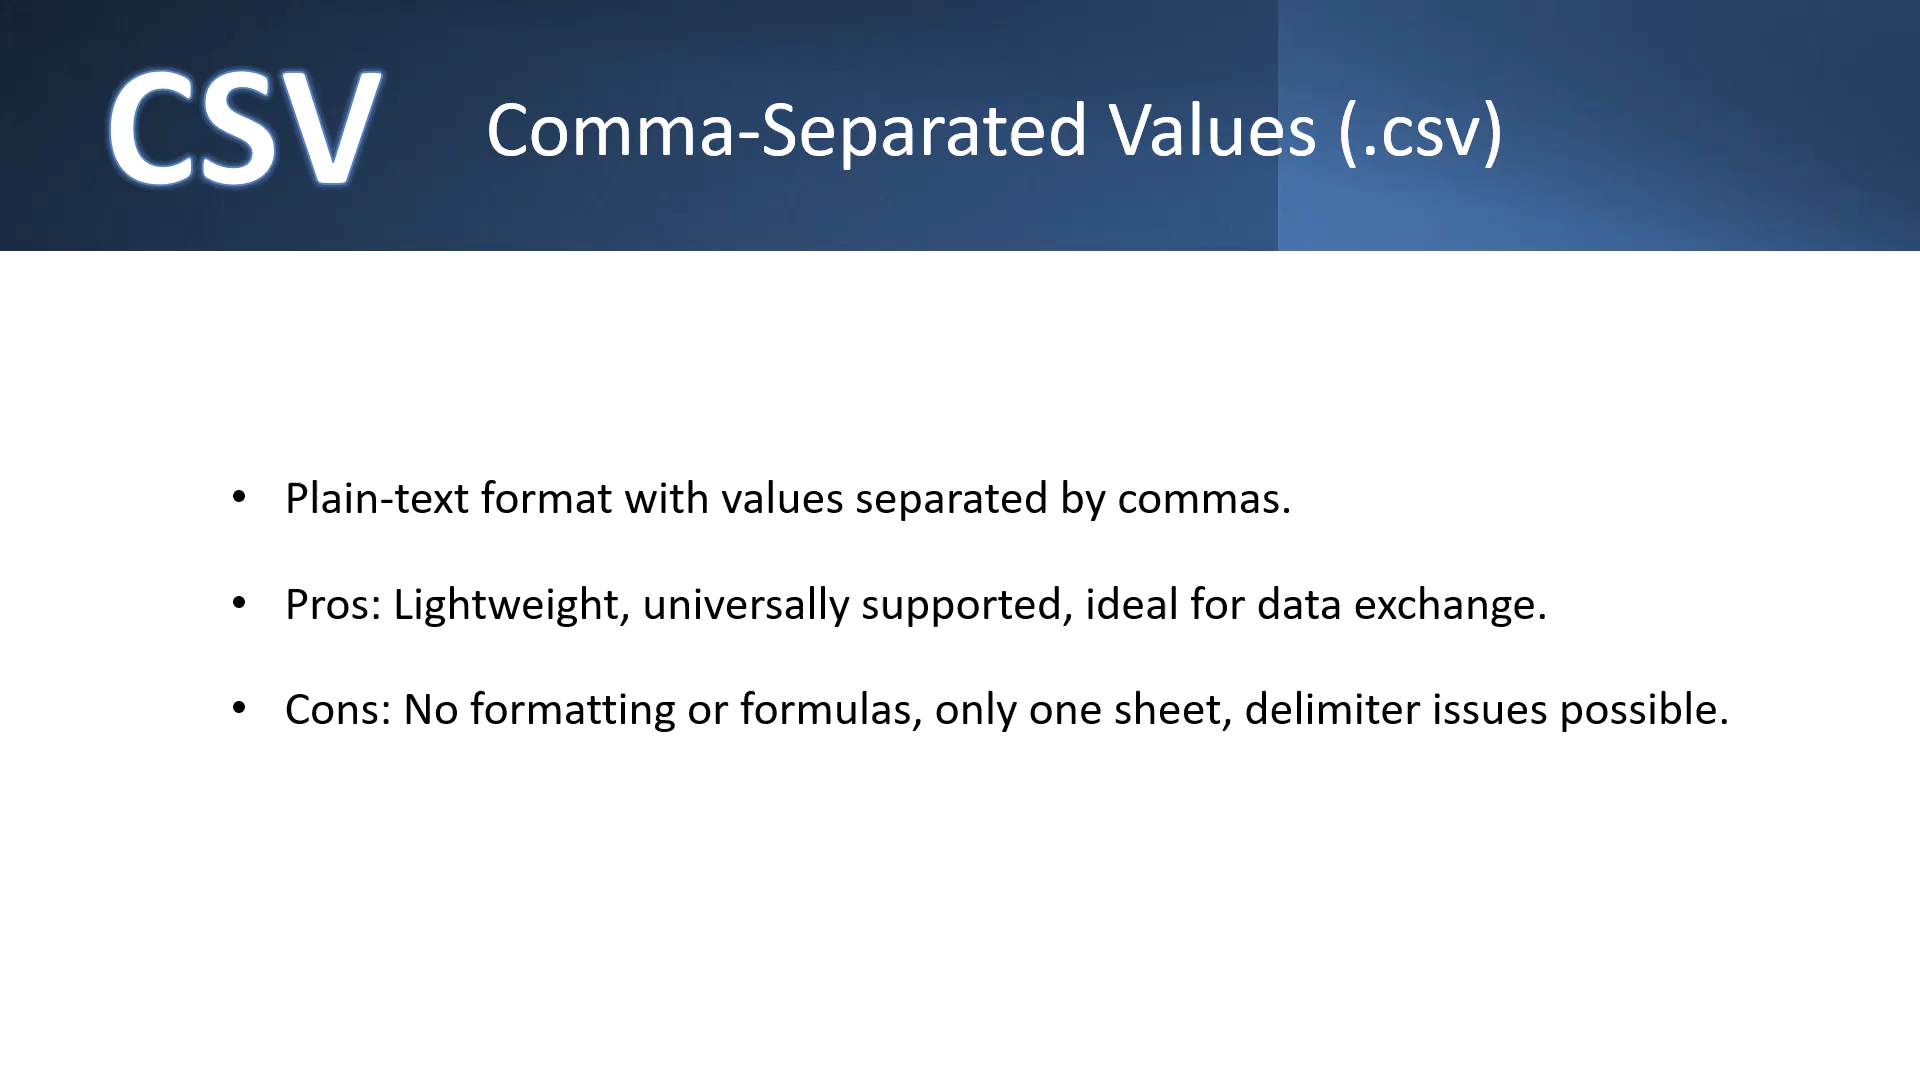 CSV
Comma-Separated Values (.csv)
• Plain-text format with values separated by commas.
• Pros: Lightweight, universally supported, ideal for data exchange.
• Cons: No formatting or formulas, only one sheet, delimiter issues possible.